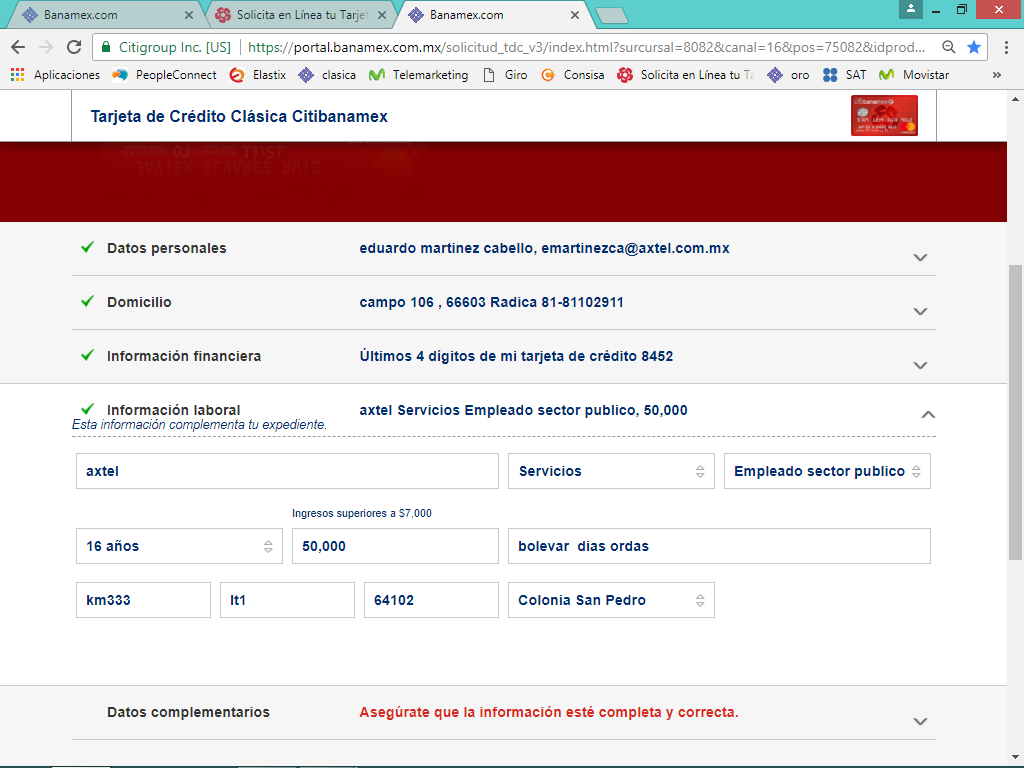 Banamex.com
Solicita en Línea tu Tarjet
Banamex.com
Citigroup Inc. [US]
https://portal.banamex.com.mx/solicitud_tdc_v3/index.html?surcursal=8082&canal=16&pos=75082&idprod...
Aplicaciones
PeopleConnect
Elastix
clasica
Telemarketing
Giro
Consisa
Solicita en Línea tu Ta
oro
SAT
Movistar
»
Tarjeta de Crédito Clásica Citibanamex
citibanamex
Datos personales
eduardo martinez cabello, emartinezca@axtel.com.mx
Domicilio
campo 106 , 66603 Radica 81-81102911
Información financiera
Últimos 4 dígitos de mi tarjeta de crédito 8452
Información laboral
axtel Servicios Empleado sector publico, 50,000
Esta información complementa tu expediente.
axtel
Servicios
Empleado sector publico
Ingresos superiores a $7,000
16 años
50,000
bolevar dias ordas
km333
lt1
64102
Colonia San Pedro
Datos complementarios
Asegúrate que la información esté completa y correcta.